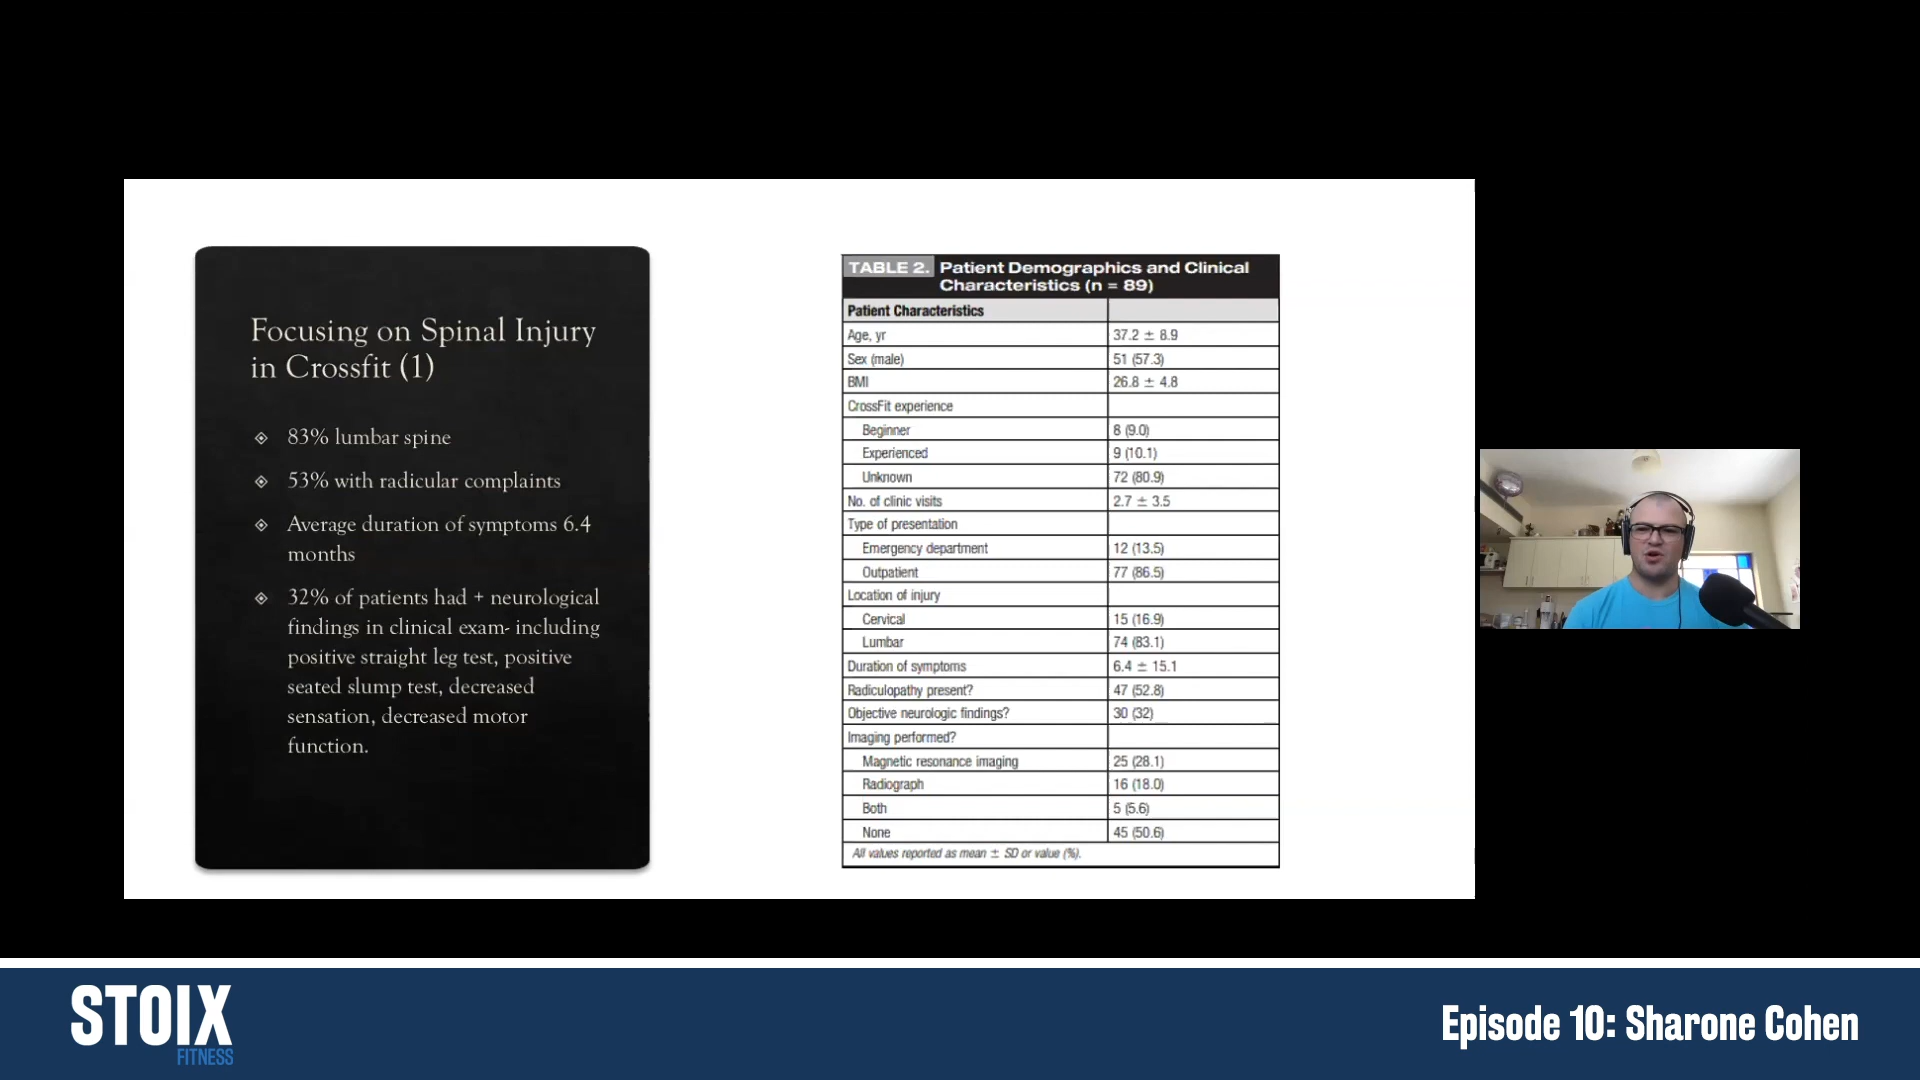 Focusing on Spinal Injury
in Crossfit (1)
83% lumbar spine
53% with radicular complaints
Average duration of symptoms 6.4
months
32% of patients had + neurological
findings in clinical exam- including
positive straight leg test, positive
seated slump test, decreased
sensation, decreased motor
function.
TABLE 2. Patient Demographics and Clinical
Characteristics (n = 89)
Patient Characteristics
Age, yr 37.2 ± 8.9
Sex (male) 51 (57.3)
BMI 26.8 ± 4.8
CrossFit experience
Beginner 8 (9.0)
Experienced 9 (10.1)
Unknown 72 (80.9)
No. of clinic visits 2.7 ± 3.5
Type of presentation
Emergency department 12 (13.5)
Outpatient 77 (86.5)
Location of injury
Cervical 15 (16.9)
Lumbar 74 (83.1)
Duration of symptoms 6.4 ± 15.1
Radiculopathy present? 47 (52.8)
Objective neurologic findings? 30 (32)
Imaging performed?
Magnetic resonance imaging 25 (28.1)
Radiograph 16 (18.0)
Both 5 (5.6)
None 45 (50.6)
All values reported as mean ± SD or value (%).
STOIX
FITNESS
Episode 10: Sharone Cohen